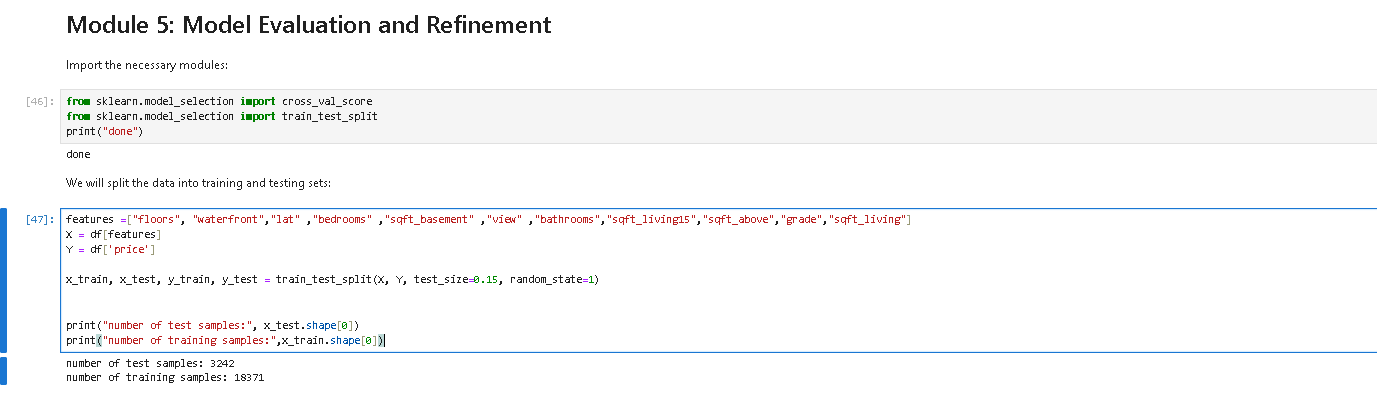 Module 5: Model Evaluation and Refinement
Import the necessary modules:
[46]:
from sklearn.model_selection import cross_val_score
from sklearn.model_selection import train_test_split
print("done")
done
We will split the data into training and testing sets:
[47]:
features =["floors", "waterfront","lat" ,"bedrooms" ,"sqft_basement" ,"view" ,"bathrooms","sqft_living15","sqft_above","grade","sqft_living"]
X = df[features]
Y = df['price']
x_train, x_test, y_train, y_test = train_test_split(X, Y, test_size=0.15, random_state=1)
print("number of test samples:", x_test.shape[0])
print("number of training samples:",x_train.shape[0])
number of test samples: 3242
number of training samples: 18371